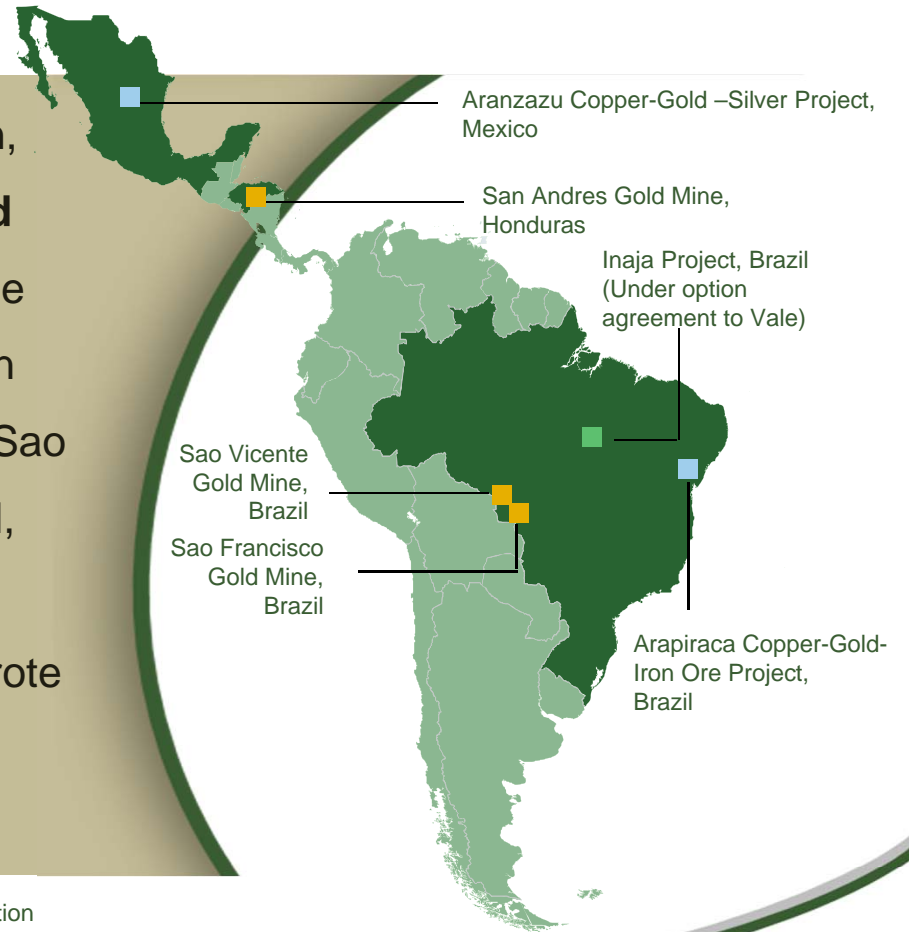 Aranzazu Copper-Gold –Silver Project,
Mexico
San Andres Gold Mine,
Honduras
Inaja Project, Brazil
(Under option
agreement to Vale)
Sao
Sao Vicente
Gold Mine,
Brazil
Sao Francisco
Gold Mine,
Brazil
Arapiraca Copper-Gold-
Iron Ore Project,
Brazil